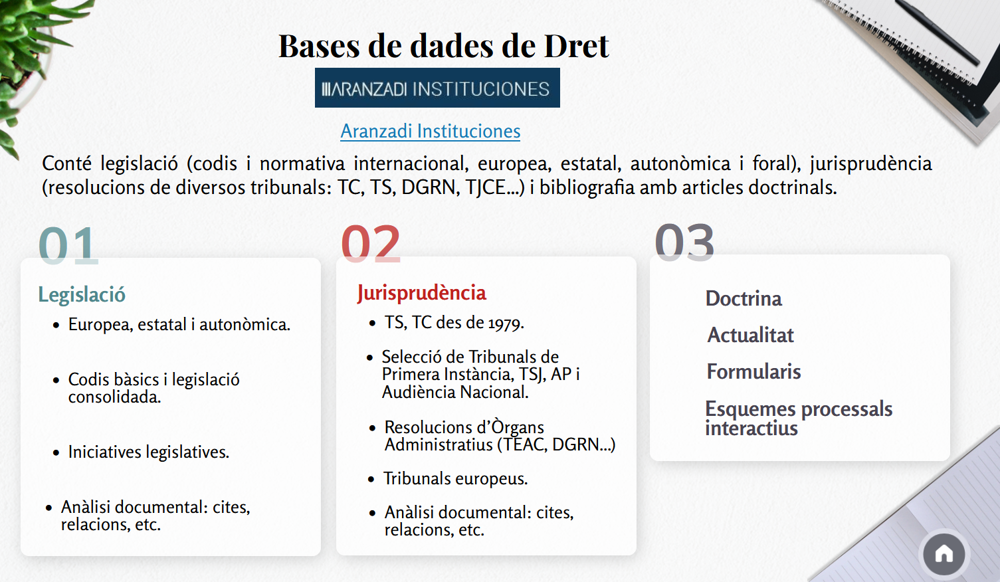 Bases de dades de Dret
ARANZADI INSTITUCIONES
Aranzadi Instituciones
Conté legislació (codis i normativa internacional, europea, estatal, autonòmica i foral), jurisprudència
(resolucions de diversos tribunals: TC, TS, DGRN, TJCE...) i bibliografia amb articles doctrinals.
01
Legislació
• Europea, estatal i autonòmica.
• Codis bàsics i legislació
consolidada.
• Iniciatives legislatives.
• Anàlisi documental: cites,
relacions, etc.
02
Jurisprudència
• TS, TC des de 1979.
• Selecció de Tribunals de
Primera Instància, TSJ, AP i
Audiència Nacional.
• Resolucions d'Òrgans
Administratius (TEAC, DGRN...)
• Tribunals europeus.
• Anàlisi documental: cites,
relacions, etc.
03
Doctrina
Actualitat
Formularis
Esquemes processals
interactius